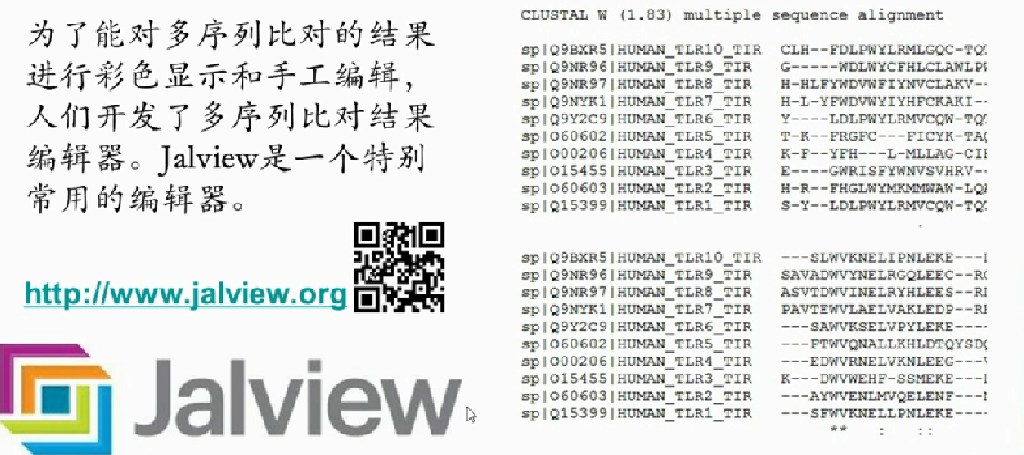 为了能对多序列比对的结果
进行彩色显示和手工编辑，
人们开发了多序列比对结果
编辑器。Jalview是一个特别
常用的编辑器。
http://www.jalview.org
Jalview
CLUSTAL W (1.83) multiple sequence alignment
sp|Q9BXR5|HUMAN_TLR10_TIR CLH--FDLPWYLRMLGQC-TQ
sp|Q9NR96|HUMAN_TLR9_TIR G-----WDLWYCFHLCLAWLP
sp|Q9NR97|HUMAN_TLR8_TIR H-HLFYWDVWFIYNVCLAKV-
sp|Q9NYK1|HUMAN_TLR7_TIR H-L-YFWDVWYIYHFCKAKI-
sp|Q9Y2C9|HUMAN_TLR6_TIR Y----LDLPWYLRMVCQW-TQ
sp|O60602|HUMAN_TLR5_TIR T-K--FRGFC---FICYK-TA
sp|O00206|HUMAN_TLR4_TIR K-F--YFH---L-MLLAG-CI
sp|O15455|HUMAN_TLR3_TIR E----GWRISFYWNVSVHRV-
sp|O60603|HUMAN_TLR2_TIR H-R--FHGLWYMKMMWAW-LQ
sp|Q15399|HUMAN_TLR1_TIR S-Y--LDLPWYLRMVCQW-TQ
.
sp|Q9BXR5|HUMAN_TLR10_TIR ---SLWVKNELIPNLEKE---
sp|Q9NR96|HUMAN_TLR9_TIR SAVADWVYNELRGQLEEC--R
sp|Q9NR97|HUMAN_TLR8_TIR ASVTDWVINELRYHLEES--R
sp|Q9NYK1|HUMAN_TLR7_TIR PAVTEWVLAELVAKLEDP--R
sp|Q9Y2C9|HUMAN_TLR6_TIR ---SAWVKSELVPYLEKE---
sp|O60602|HUMAN_TLR5_TIR ---FTWVQNALLKHLDTQYSD
sp|O00206|HUMAN_TLR4_TIR ---EDWVRNELVKNLEEG---
sp|O15455|HUMAN_TLR3_TIR K---DWVWEHF-SSMEKE---
sp|O60603|HUMAN_TLR2_TIR ---AYWVENLMVQELENF---
sp|Q15399|HUMAN_TLR1_TIR ---SFWVKNELLPNLEKE---
** : ::